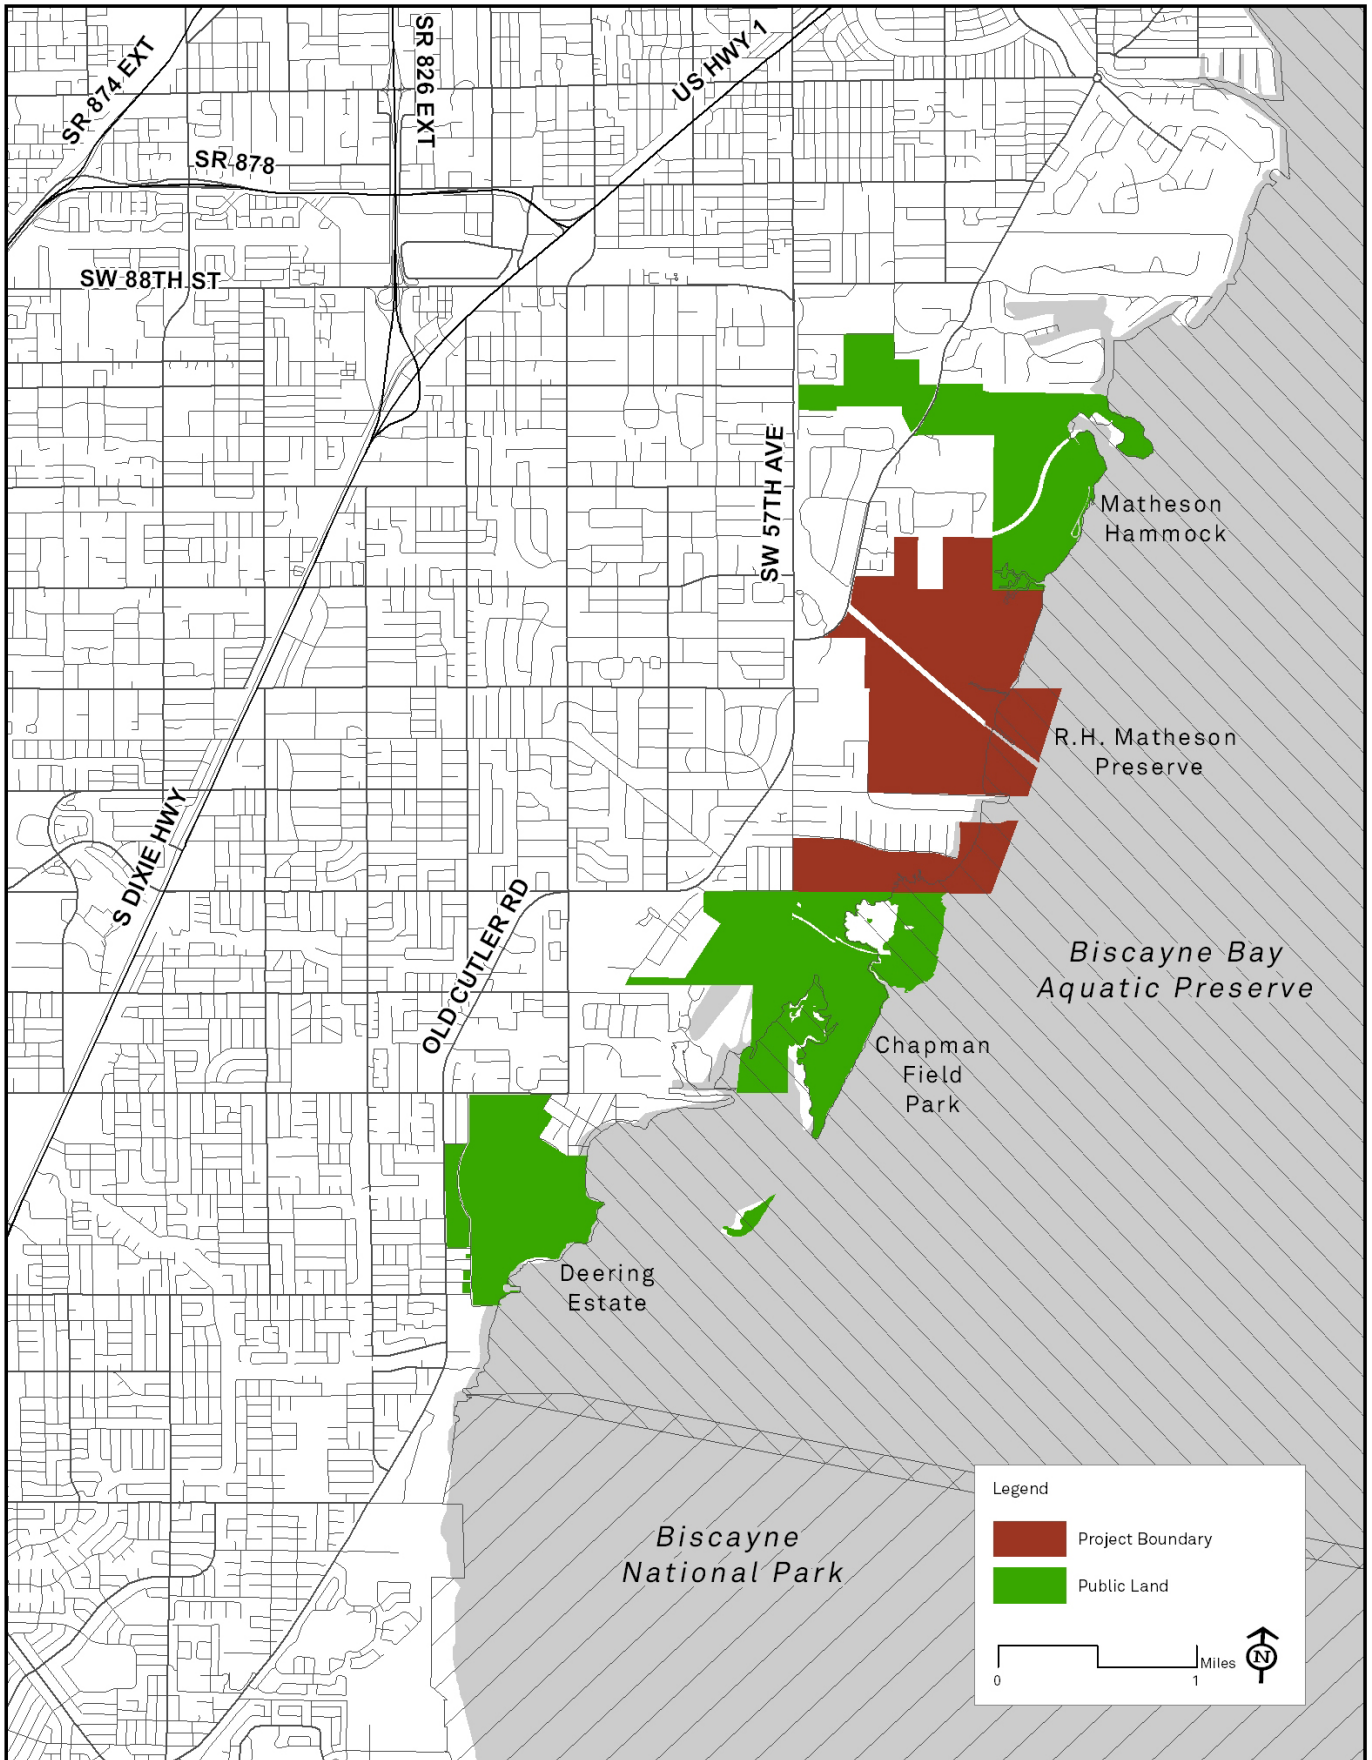 SR 874 EXT
SR 826 EXT
US HWY 1
SR 878
SW 88TH ST
SW 57TH AVE
Matheson
Hammock
R.H. Matheson
Preserve
S DIXIE HWY
OLD CUTLER RD
Biscayne Bay
Aquatic Preserve
Chapman
Field
Park
Deering
Estate
Biscayne
National Park
Legend
Project Boundary
Public Land
0
1
Miles
N